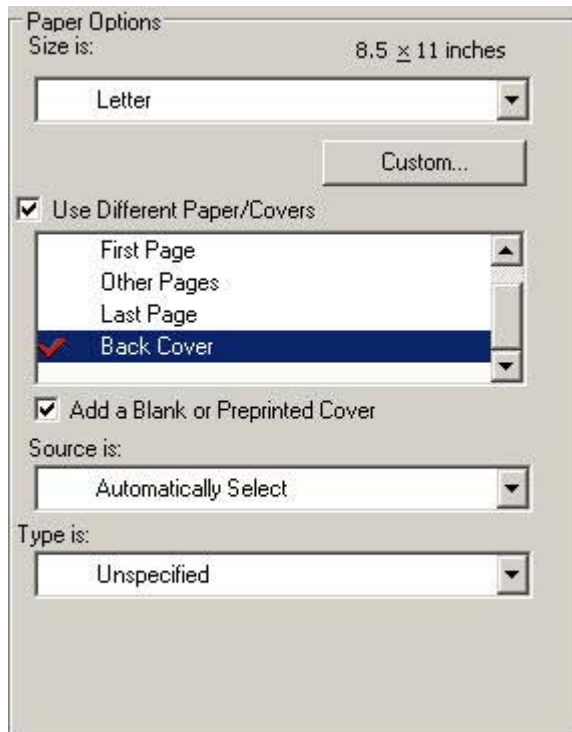 Paper Options
Size is:
8.5 x 11 inches
Letter
Custom...
Use Different Paper/Covers
First Page
Other Pages
Last Page
Back Cover
Add a Blank or Preprinted Cover
Source is:
Automatically Select
Type is:
Unspecified